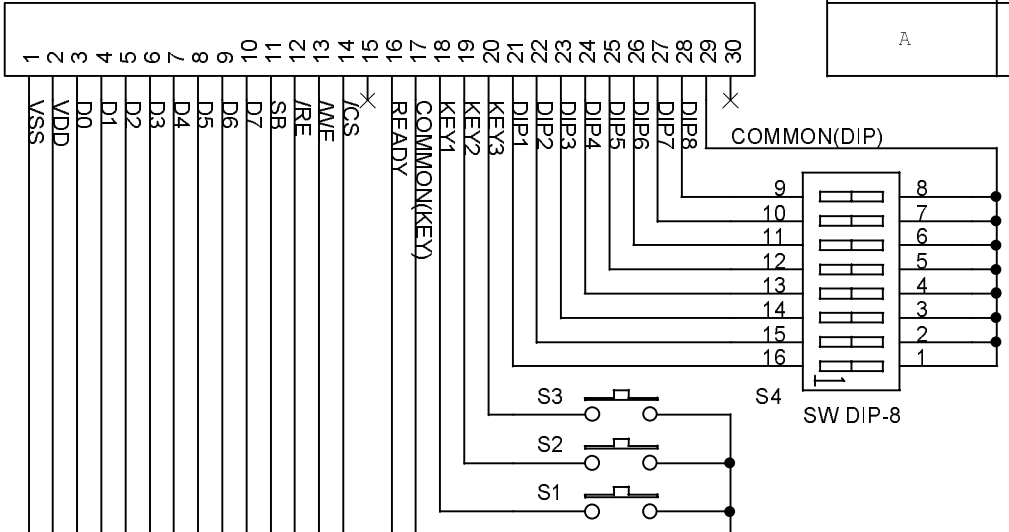 1 2 3 4 5 6 7 8 9 10 11 12 13 14 15 16 17 18 19 20 21 22 23 24 25 26 27 28 29 30
A
VSS
VDD
D0
D1
D2
D3
D4
D5
D6
D7
SB
/RE
/WE
/CS
READY
COMMON(KEY)
KEY1
KEY2
KEY3
DIP1
DIP2
DIP3
DIP4
DIP5
DIP6
DIP7
DIP8
COMMON(DIP)
9 8
10 7
11 6
12 5
13 4
14 3
15 2
16 1
1
S4
SW DIP-8
S3
S2
S1